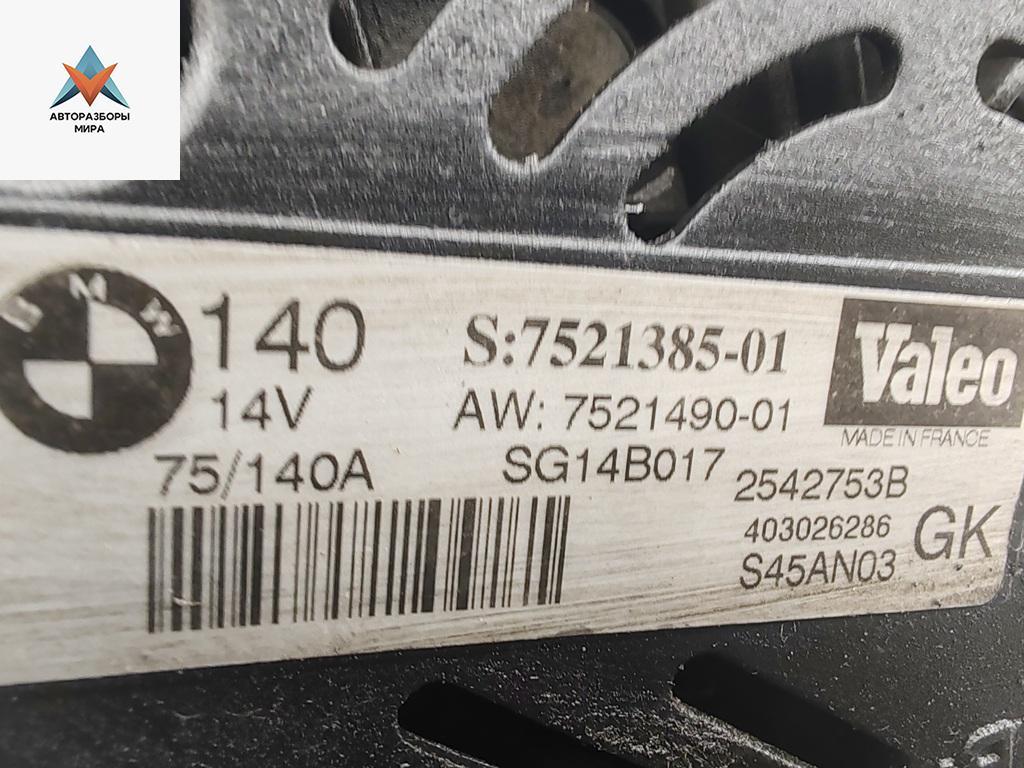 АВТОРАЗБОРЫ
МИРА
BMW
140
S:7521385-01
Valeo
14V
AW: 7521490-01
MADE IN FRANCE
75/140A
SG14B017
2542753B
403026286
GK
S45AN03